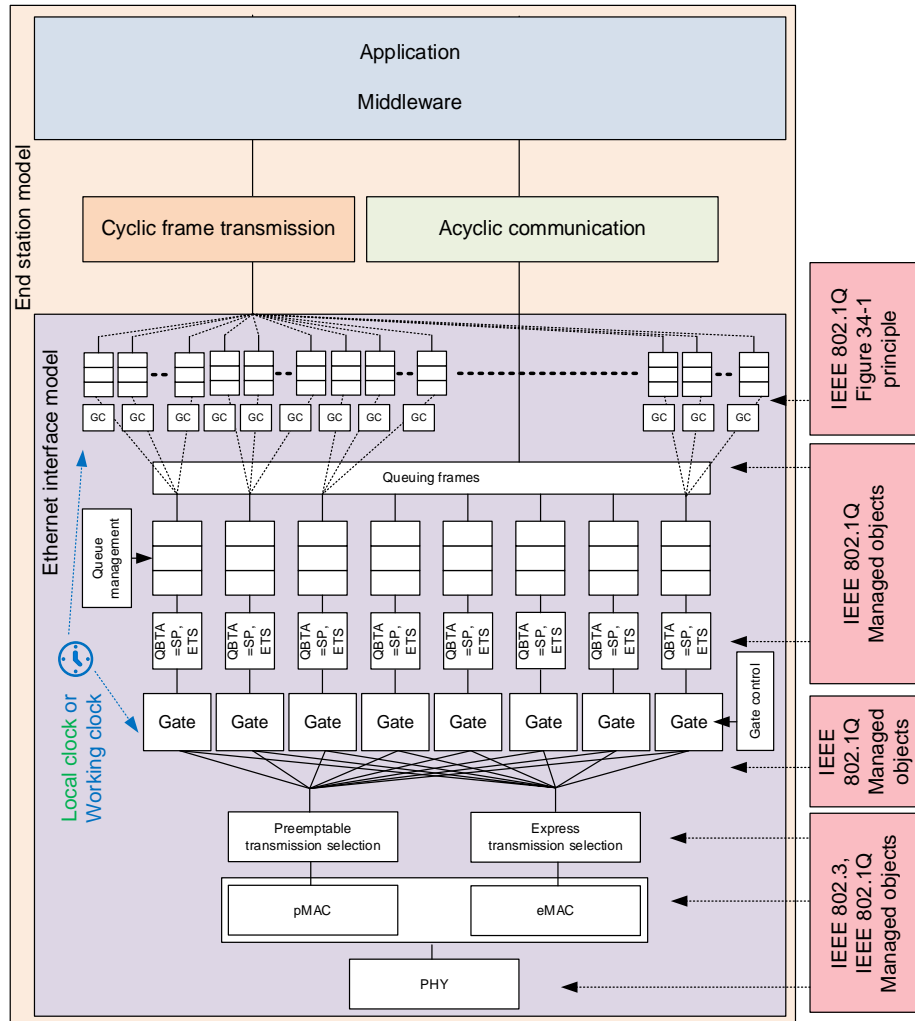 Application
Middleware
End station model
Cyclic frame transmission
Acyclic communication
IEEE 802.1Q
Figure 34-1
principle
Ethernet interface model
GC
GC
GC
GC
GC
GC
GC
GC
GC
GC
GC
GC
Queuing frames
IEEE 802.1Q
Managed objects
Queue
management
QBTA
=SP,
ETS
QBTA
=SP,
ETS
QBTA
=SP,
ETS
QBTA
=SP,
ETS
QBTA
=SP,
ETS
QBTA
=SP,
ETS
QBTA
=SP,
ETS
QBTA
=SP,
ETS
Local clock or
Working clock
Gate
Gate
Gate
Gate
Gate
Gate
Gate
Gate
Gate control
IEEE
802.1Q
Managed
objects
Preemptable
transmission selection
Express
transmission selection
IEEE 802.3,
IEEE 802.1Q
Managed objects
pMAC
eMAC
PHY